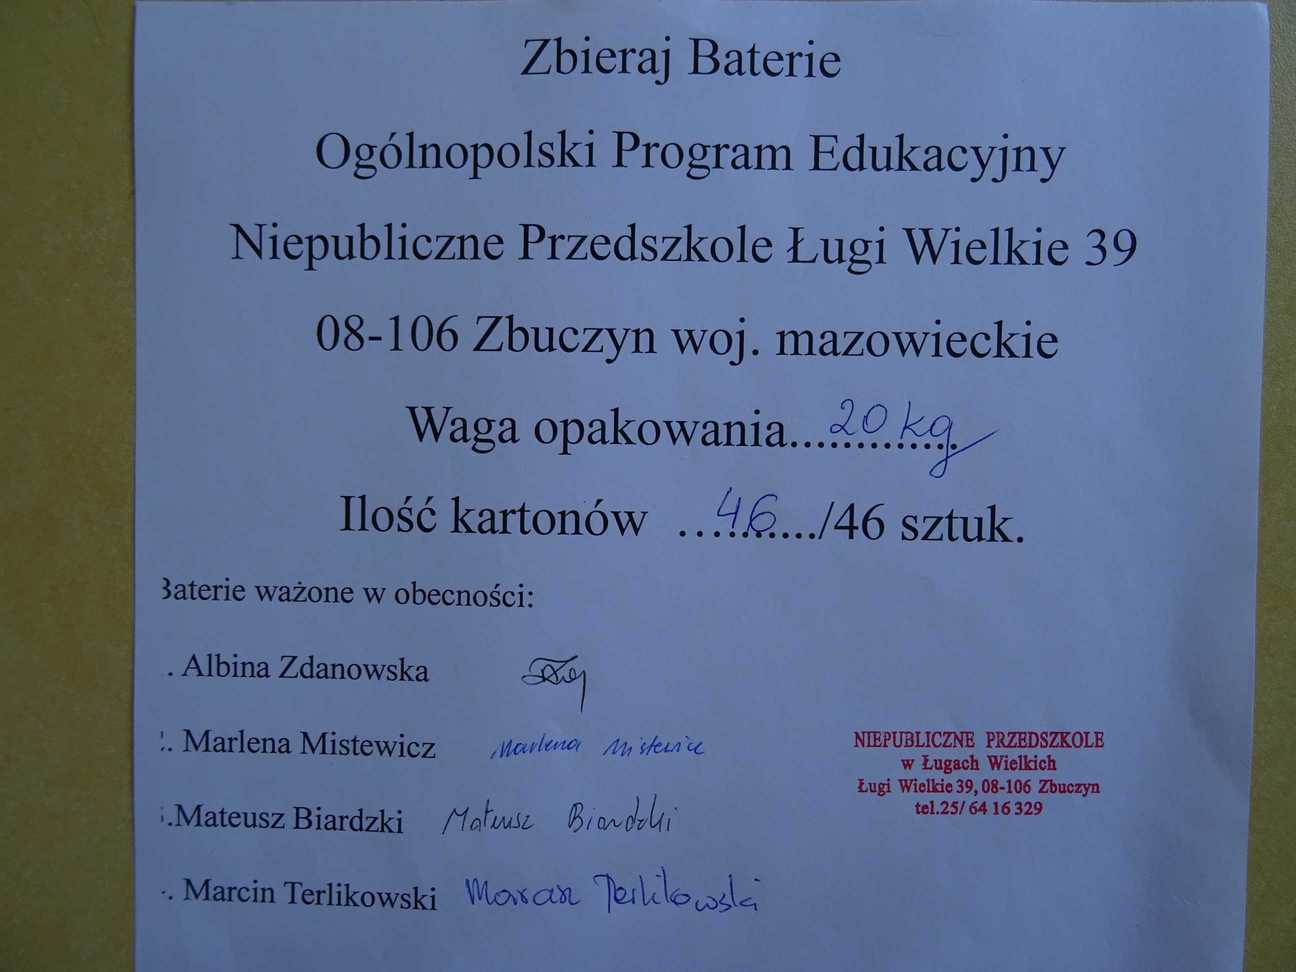 Zbieraj Baterie
Ogólnopolski Program Edukacyjny
Niepubliczne Przedszkole Ługi Wielkie 39
08-106 Zbuczyn woj. mazowieckie
Waga opakowania.............20 kg
Ilość kartonów ...46......./46 sztuk.
Baterie ważone w obecności:
. Albina Zdanowska
. Marlena Mistewicz Marlena Mistewicz
.Mateusz Biardzki Mateusz Biardzki
. Marcin Terlikowski Marcin Terlikowski
NIEPUBLICZNE PRZEDSZKOLE
w Ługach Wielkich
Ługi Wielkie 39, 08-106 Zbuczyn
tel.25/ 64 16 329